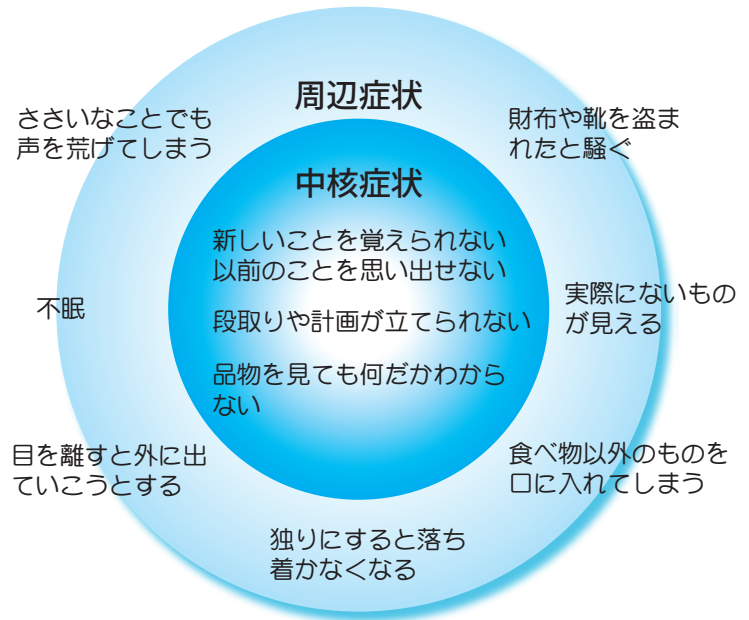 周辺症状
ささいなことでも
声を荒げてしまう
財布や靴を盗ま
れたと騒ぐ
中核症状
新しいことを覚えられない
以前のことを思い出せない
段取りや計画が立てられない
品物を見ても何だかわから
ない
不眠
実際にないもの
が見える
目を離すと外に出
ていこうとする
食べ物以外のものを
口に入れてしまう
独りにすると落ち
着かなくなる